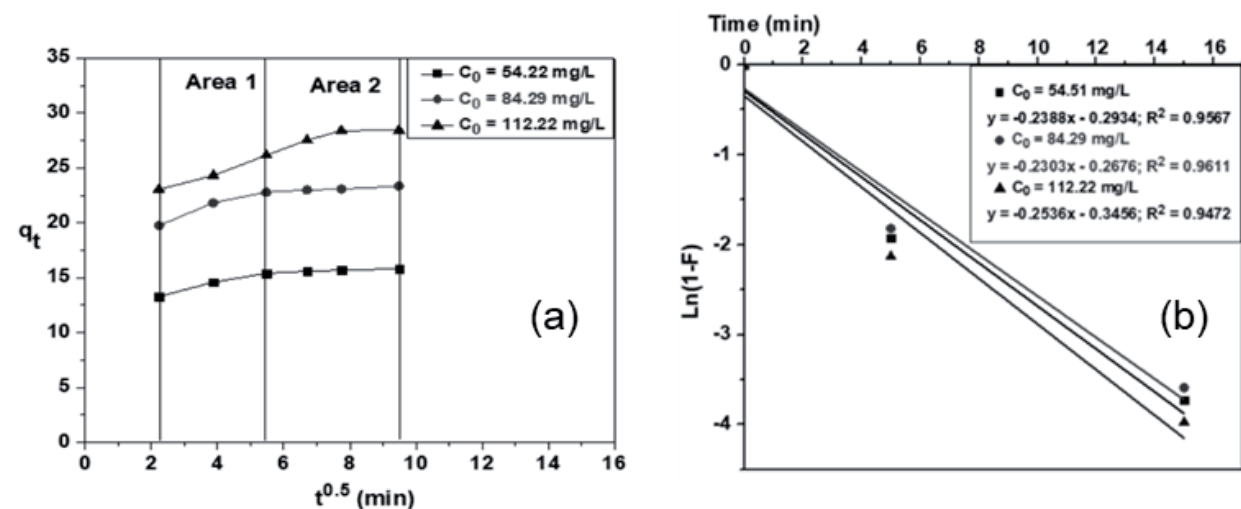 35
30
25
20
15
10
5
0
q_t
Area 1
Area 2
C₀ = 54.22 mg/L
C₀ = 84.29 mg/L
C₀ = 112.22 mg/L
(a)
0 2 4 6 8 10 12 14 16
t^0.5 (min)
Time (min)
0 2 4 6 8 10 12 14 16
0
-1
-2
-3
-4
Ln(1-F)
C₀ = 54.51 mg/L
y = -0.2388x - 0.2934; R² = 0.9567
C₀ = 84.29 mg/L
y = -0.2303x - 0.2676; R² = 0.9611
C₀ = 112.22 mg/L
y = -0.2536x - 0.3456; R² = 0.9472
(b)